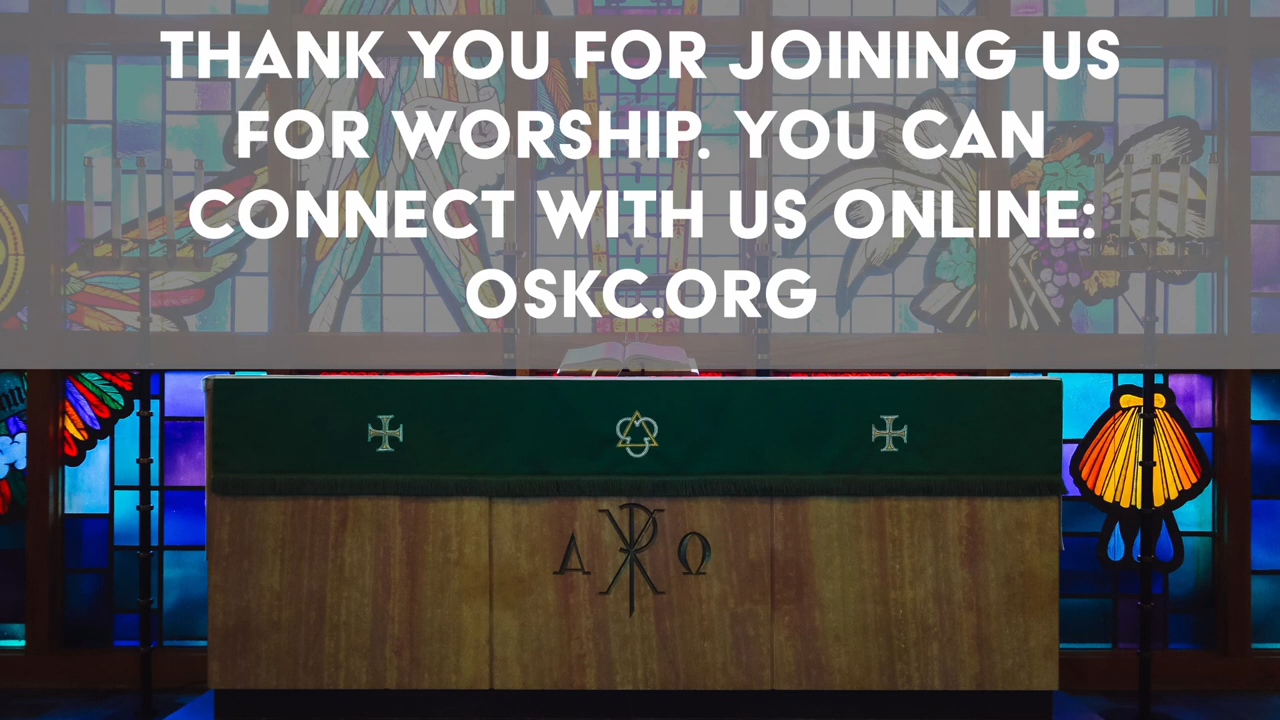 THANK YOU FOR JOINING US
FOR WORSHIP. YOU CAN
CONNECT WITH US ONLINE:
OSKC.ORG
Α ☧ Ω